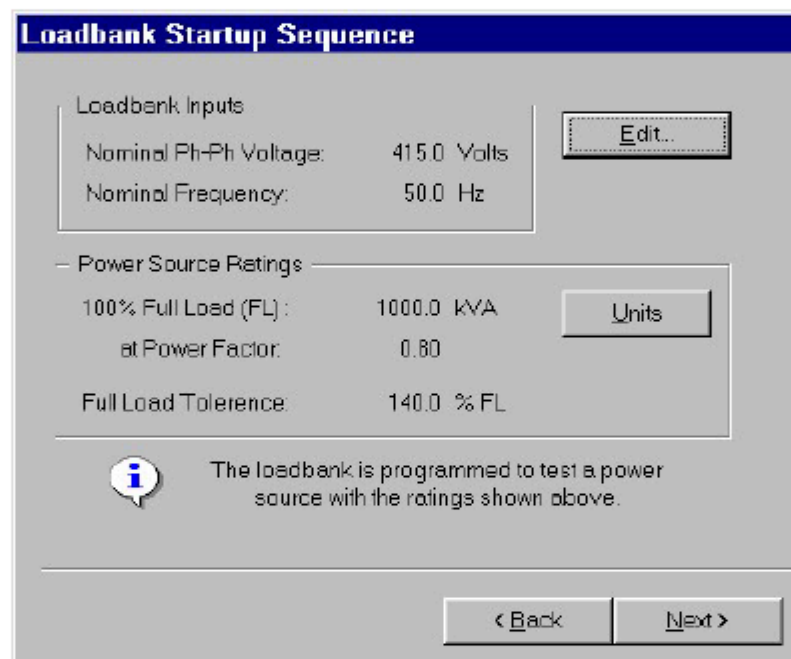 Loadbank Startup Sequence
Loadbank Inputs
Nominal Ph-Ph Voltage: 415.0 Volts
Edit...
Nominal Frequency: 50.0 Hz
Power Source Ratings
100% Full Load (FL) : 1000.0 kVA
Units
at Power Factor: 0.80
Full Load Tolerence: 140.0 % FL
The loadbank is programmed to test a power
source with the ratings shown above.
< Back
Next >